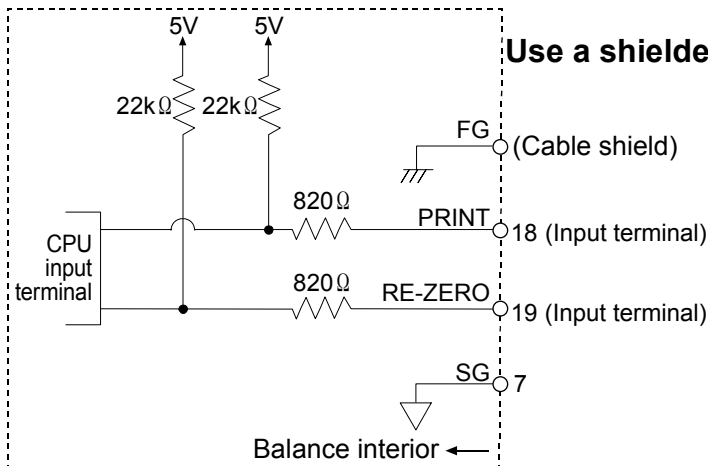 5V 5V
Use a shielde
22kΩ 22kΩ
FG
(Cable shield)
820Ω
PRINT
18 (Input terminal)
CPU
input
terminal
820Ω
RE-ZERO
19 (Input terminal)
SG
7
Balance interior